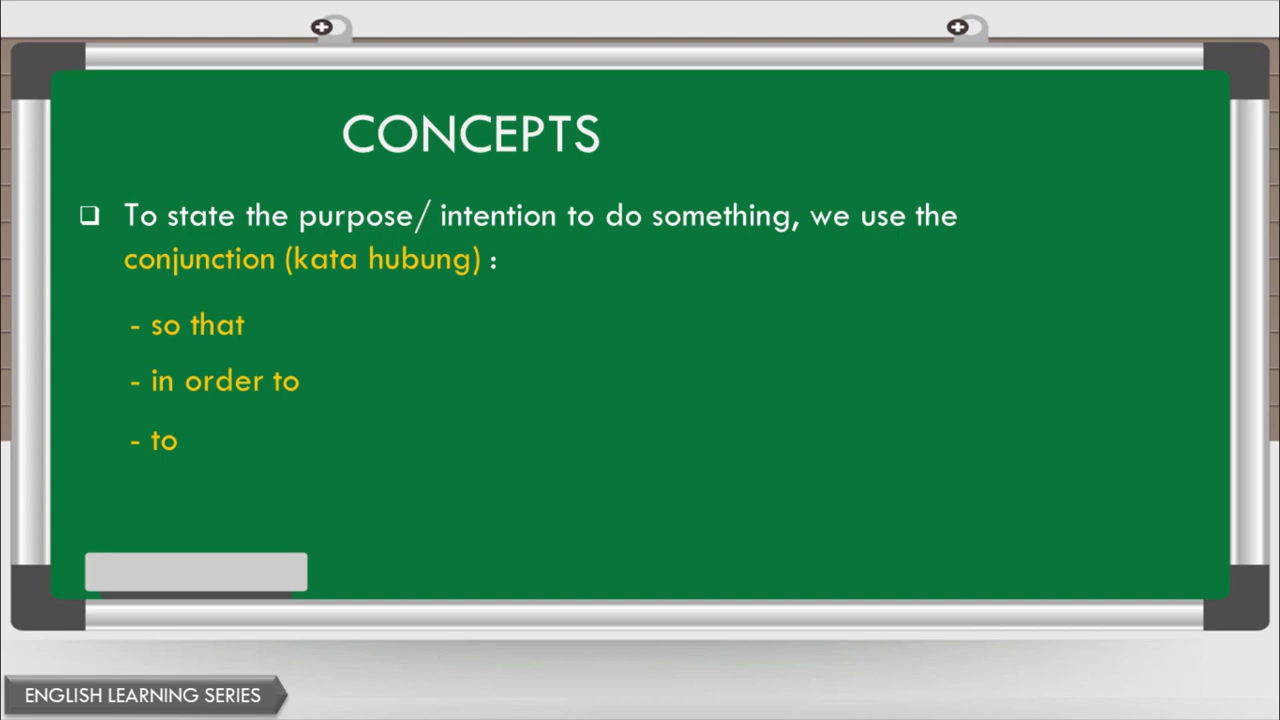 CONCEPTS
❑ To state the purpose/ intention to do something, we use the
conjunction (kata hubung) :
- so that
- in order to
- to
ENGLISH LEARNING SERIES